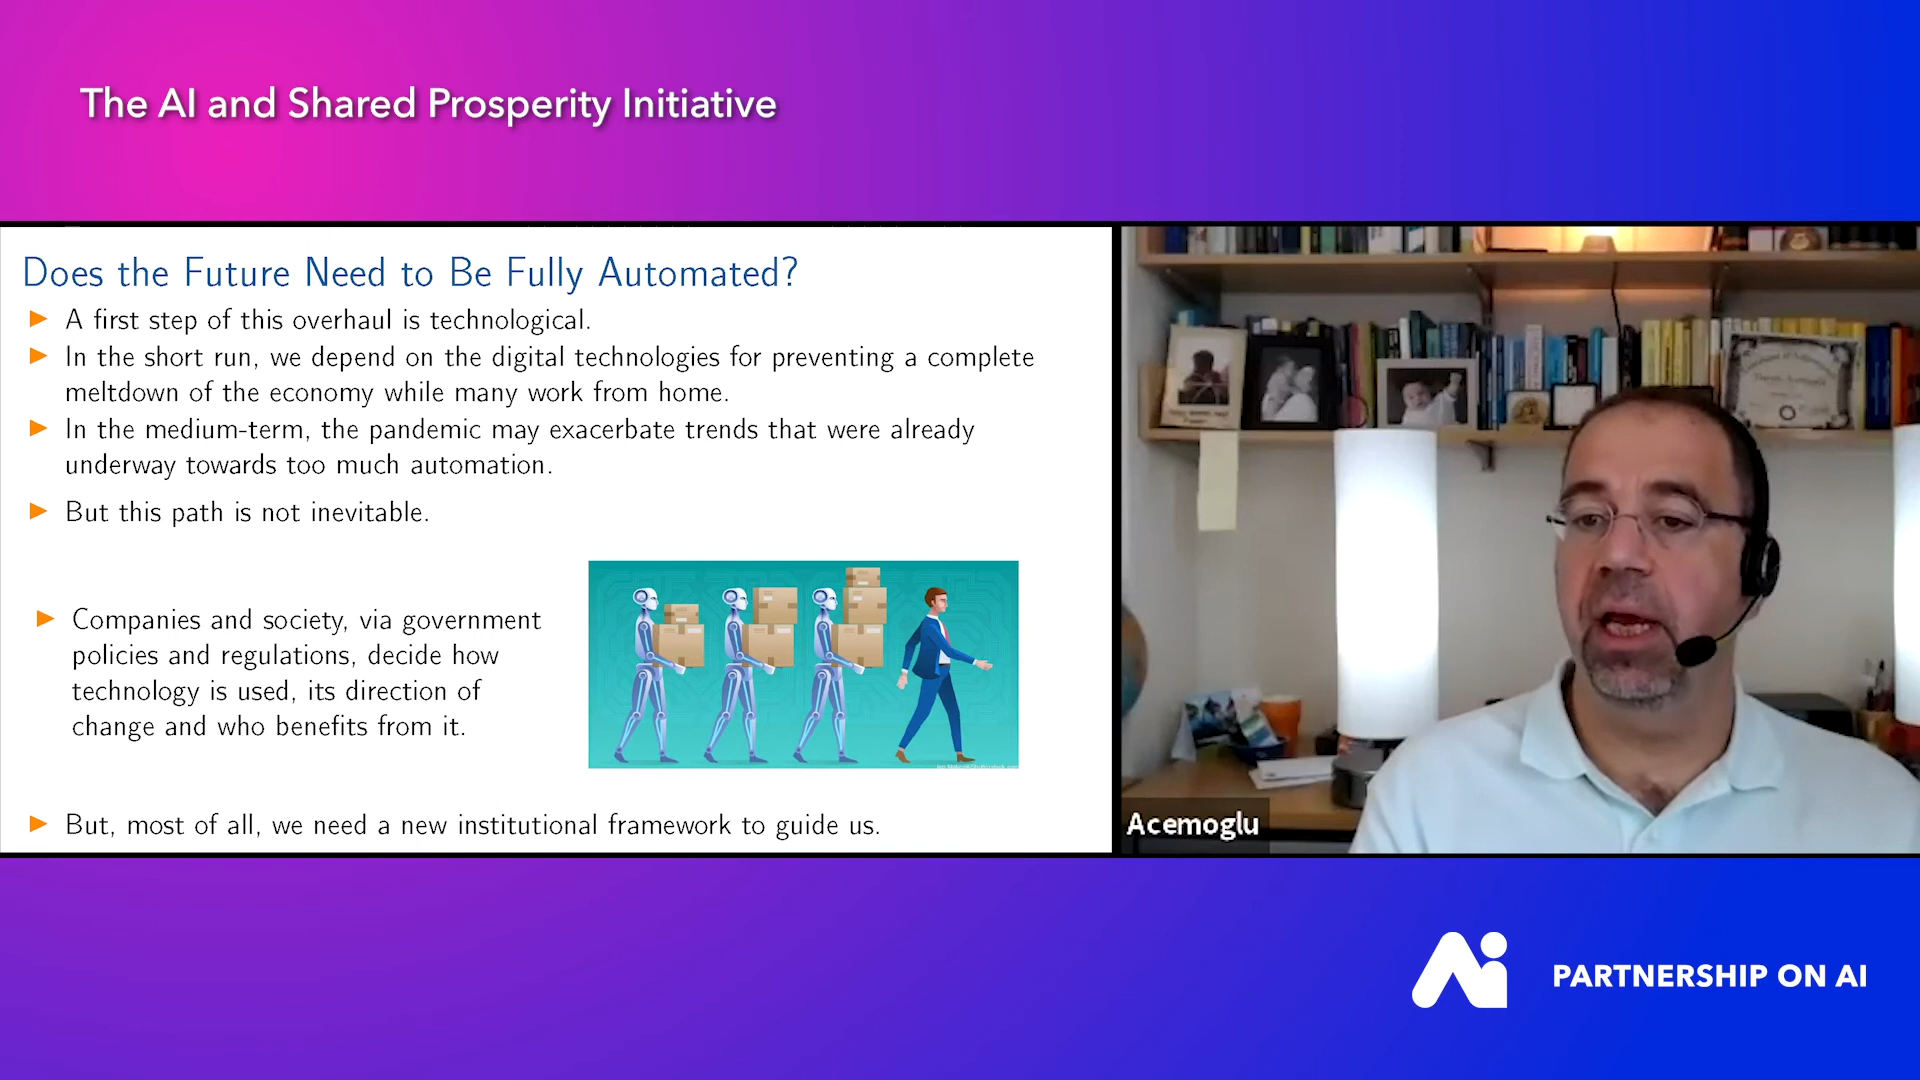 The AI and Shared Prosperity Initiative
Does the Future Need to Be Fully Automated?
A first step of this overhaul is technological.
In the short run, we depend on the digital technologies for preventing a complete
meltdown of the economy while many work from home.
In the medium-term, the pandemic may exacerbate trends that were already
underway towards too much automation.
But this path is not inevitable.
Companies and society, via government
policies and regulations, decide how
technology is used, its direction of
change and who benefits from it.
But, most of all, we need a new institutional framework to guide us.
Acemoglu
Ai
PARTNERSHIP ON AI